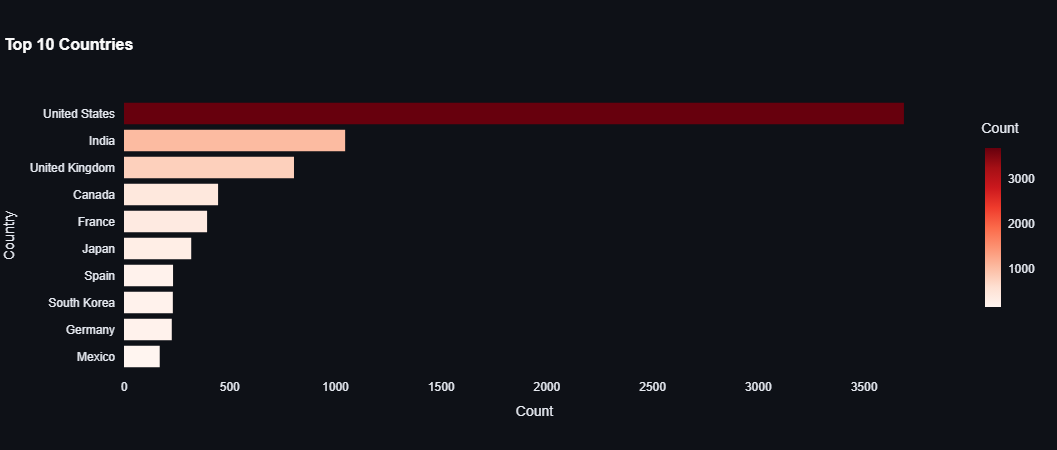 Top 10 Countries
United States
India
United Kingdom
Canada
France
Japan
Spain
South Korea
Germany
Mexico
Country
0 500 1000 1500 2000 2500 3000 3500
Count
Count
3000
2000
1000